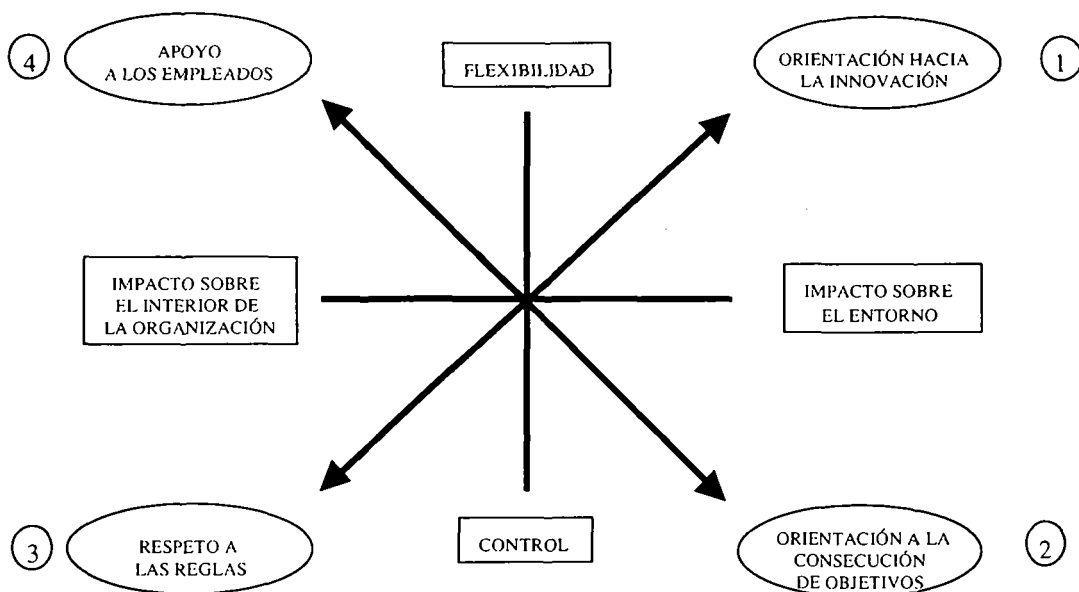 4
APOYO
A LOS EMPLEADOS
FLEXIBILIDAD
ORIENTACIÓN HACIA
LA INNOVACIÓN
1
IMPACTO SOBRE
EL INTERIOR DE
LA ORGANIZACIÓN
IMPACTO SOBRE
EL ENTORNO
3
RESPETO A
LAS REGLAS
CONTROL
ORIENTACIÓN A LA
CONSECUCIÓN
DE OBJETIVOS
2